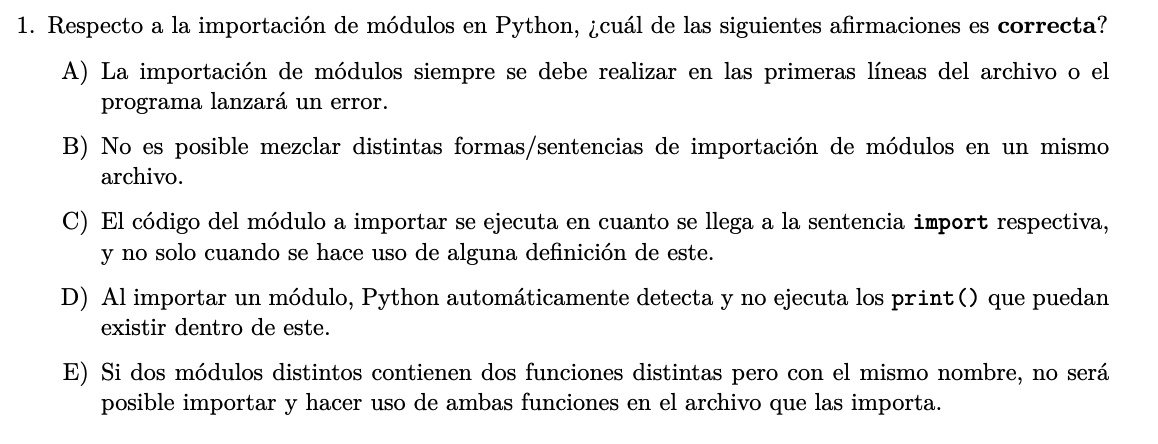 1. Respecto a la importación de módulos en Python, ¿cuál de las siguientes afirmaciones es correcta?
A) La importación de módulos siempre se debe realizar en las primeras líneas del archivo o el
programa lanzará un error.
B) No es posible mezclar distintas formas/sentencias de importación de módulos en un mismo
archivo.
C) El código del módulo a importar se ejecuta en cuanto se llega a la sentencia import respectiva,
y no solo cuando se hace uso de alguna definición de este.
D) Al importar un módulo, Python automáticamente detecta y no ejecuta los print() que puedan
existir dentro de este.
E) Si dos módulos distintos contienen dos funciones distintas pero con el mismo nombre, no será
posible importar y hacer uso de ambas funciones en el archivo que las importa.